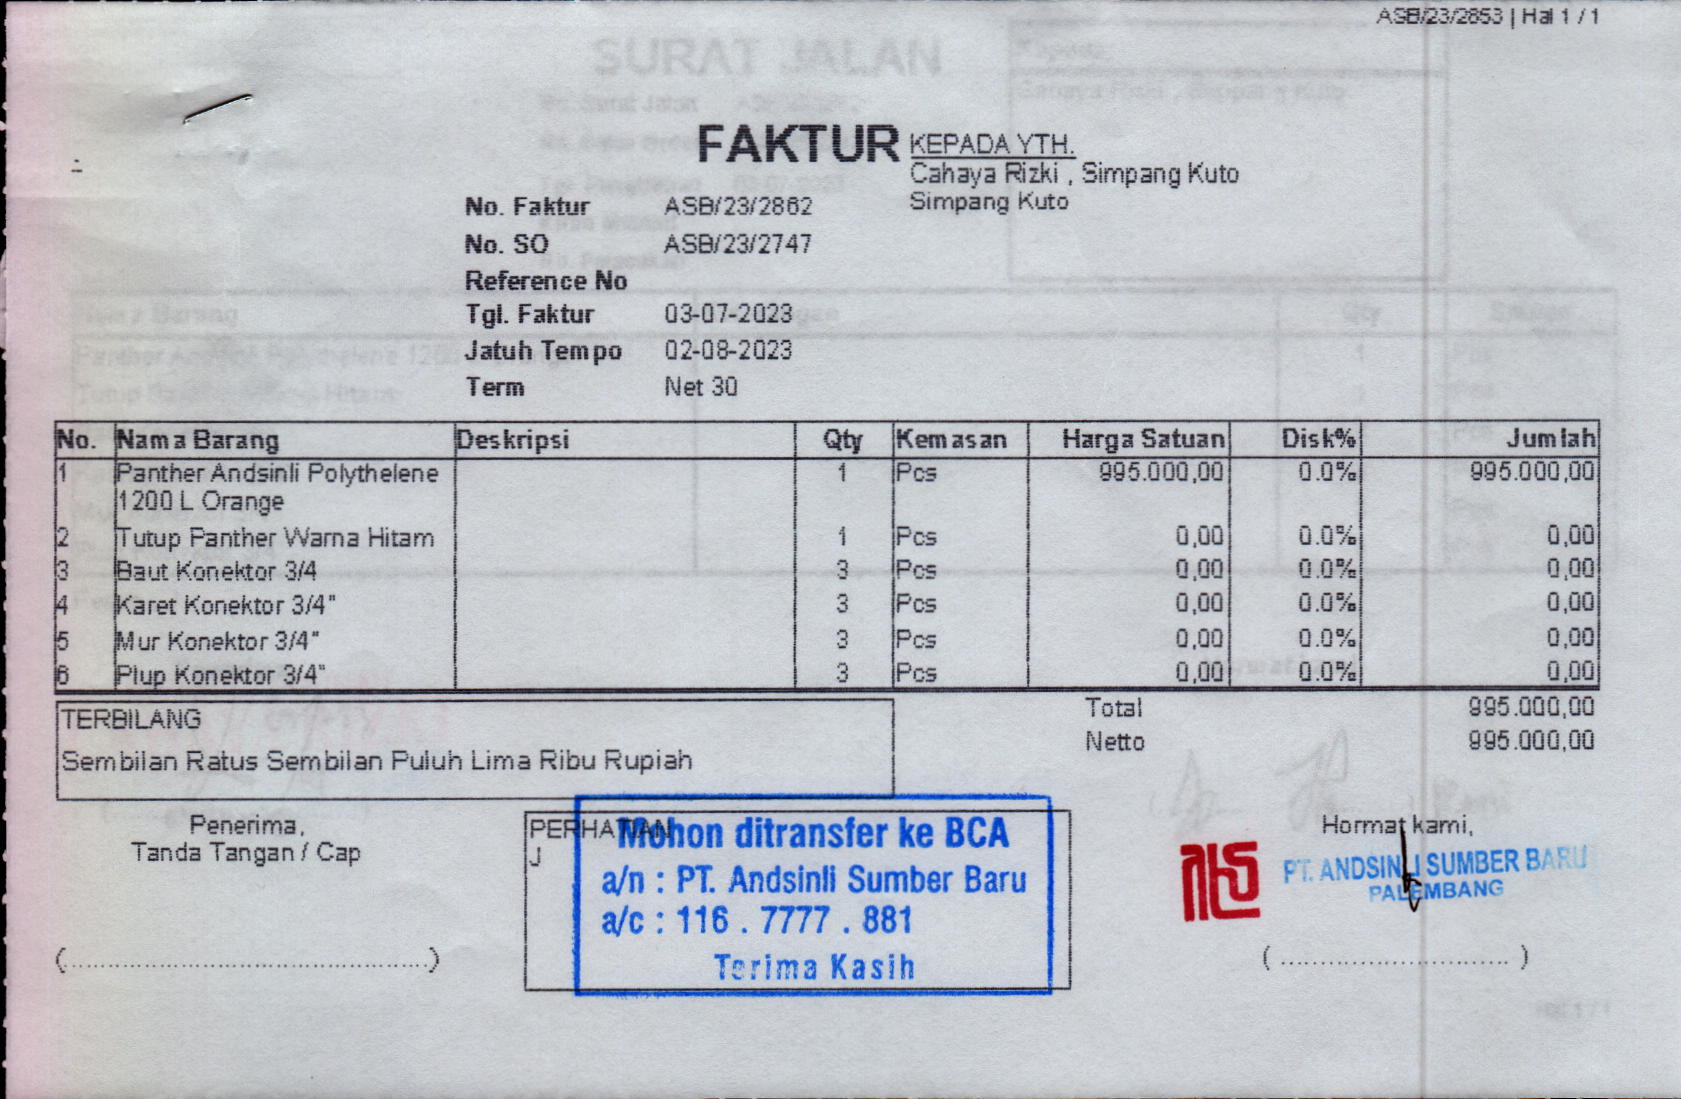 ASB/23/2853 | Hal 1 / 1
SURAT JALAN
FAKTUR
KEPADA YTH.
Cahaya Rizki , Simpang Kuto
Simpang Kuto
No. Faktur ASB/23/2862
No. SO ASB/23/2747
Reference No
Tgl. Faktur 03-07-2023
Jatuh Tempo 02-08-2023
Term Net 30
No. Nama Barang Deskripsi Qty Kemasan Harga Satuan Disk% Jumlah
1 Panther Andsinli Polythelene 1 Pcs 995.000,00 0.0% 995.000,00
1200 L Orange
2 Tutup Panther Warna Hitam 1 Pcs 0,00 0.0% 0,00
3 Baut Konektor 3/4 3 Pcs 0,00 0.0% 0,00
4 Karet Konektor 3/4" 3 Pcs 0,00 0.0% 0,00
5 Mur Konektor 3/4" 3 Pcs 0,00 0.0% 0,00
6 Plup Konektor 3/4" 3 Pcs 0,00 0.0% 0,00
Total 995.000,00
Netto 995.000,00
TERBILANG
Sembilan Ratus Sembilan Puluh Lima Ribu Rupiah
Penerima,
Tanda Tangan / Cap
(..........................................)
PERHATIAN
J
Mohon ditransfer ke BCA
a/n : PT. Andsinli Sumber Baru
a/c : 116 . 7777 . 881
Terima Kasih
Hormat kami,
PT. ANDSINLI SUMBER BARU
PALEMBANG
( .......................... )